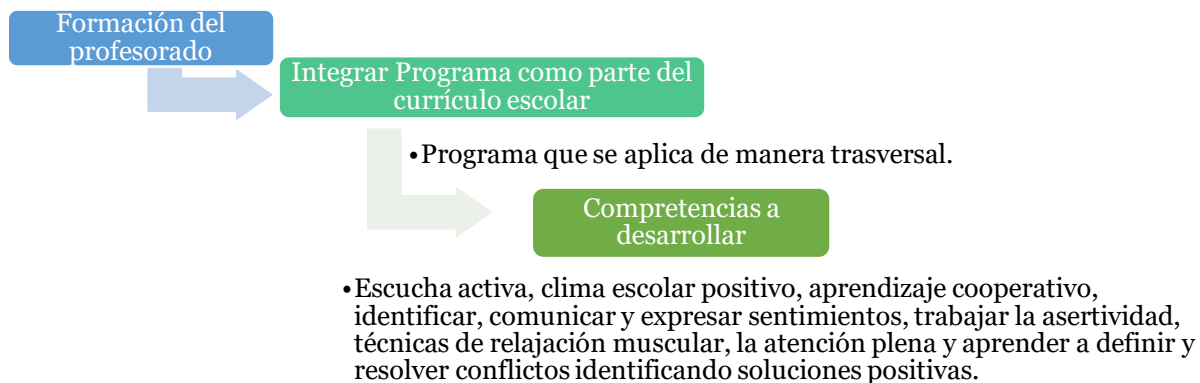 Formación del
profesorado
Integrar Programa como parte del
currículo escolar
•Programa que se aplica de manera trasversal.
Compretencias a
desarrollar
•Escucha activa, clima escolar positivo, aprendizaje cooperativo,
identificar, comunicar y expresar sentimientos, trabajar la asertividad,
técnicas de relajación muscular, la atención plena y aprender a definir y
resolver conflictos identificando soluciones positivas.